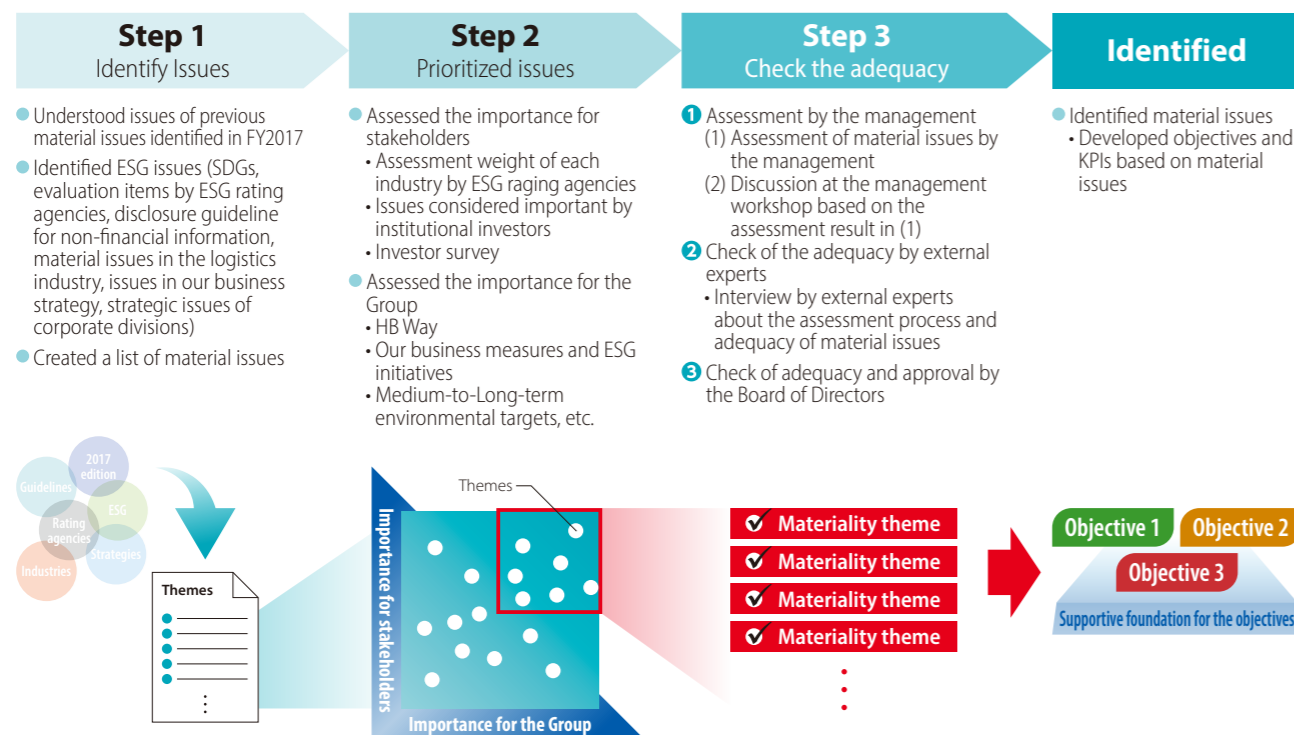 Step 1
Identify Issues
Step 2
Prioritized issues
Step 3
Check the adequacy
Identified
● Understood issues of previous
material issues identified in FY2017
● Identified ESG issues (SDGs,
evaluation items by ESG rating
agencies, disclosure guideline
for non-financial information,
material issues in the logistics
industry, issues in our business
strategy, strategic issues of
corporate divisions)
● Created a list of material issues
● Assessed the importance for
stakeholders
• Assessment weight of each
industry by ESG raging agencies
• Issues considered important by
institutional investors
• Investor survey
● Assessed the importance for the
Group
• HB Way
• Our business measures and ESG
initiatives
• Medium-to-Long-term
environmental targets, etc.
❶ Assessment by the management
(1) Assessment of material issues by
the management
(2) Discussion at the management
workshop based on the
assessment result in (1)
❷ Check of the adequacy by external
experts
• Interview by external experts
about the assessment process and
adequacy of material issues
❸ Check of adequacy and approval by
the Board of Directors
● Identified material issues
• Developed objectives and
KPIs based on material
issues
2017
edition
Guidelines
ESG
Rating
agencies
Strategies
Industries
Themes
Themes
Importance for stakeholders
Importance for the Group
Materiality theme
Materiality theme
Materiality theme
Materiality theme
Objective 1
Objective 2
Objective 3
Supportive foundation for the objectives